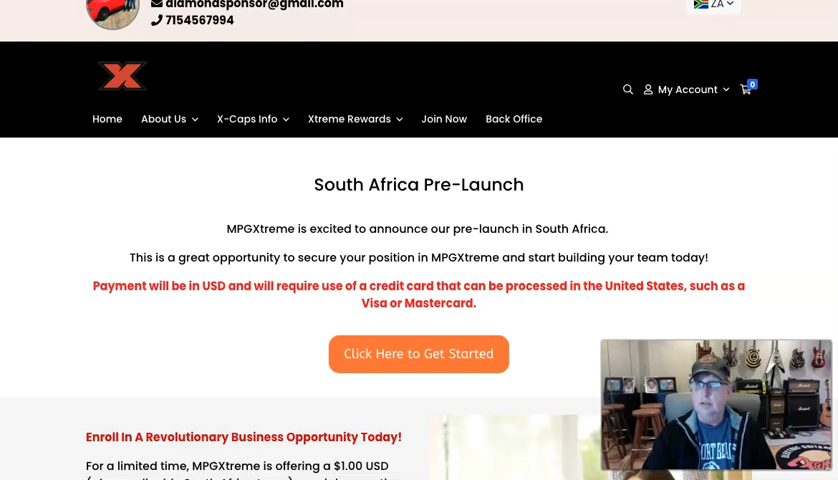 diamondsponsor@gmail.com
7154567994
ZA
X
0
My Account
Home About Us X-Caps Info Xtreme Rewards Join Now Back Office
South Africa Pre-Launch
MPGXtreme is excited to announce our pre-launch in South Africa.
This is a great opportunity to secure your position in MPGXtreme and start building your team today!
Payment will be in USD and will require use of a credit card that can be processed in the United States, such as a
Visa or Mastercard.
Click Here to Get Started
Enroll In A Revolutionary Business Opportunity Today!
For a limited time, MPGXtreme is offering a $1.00 USD